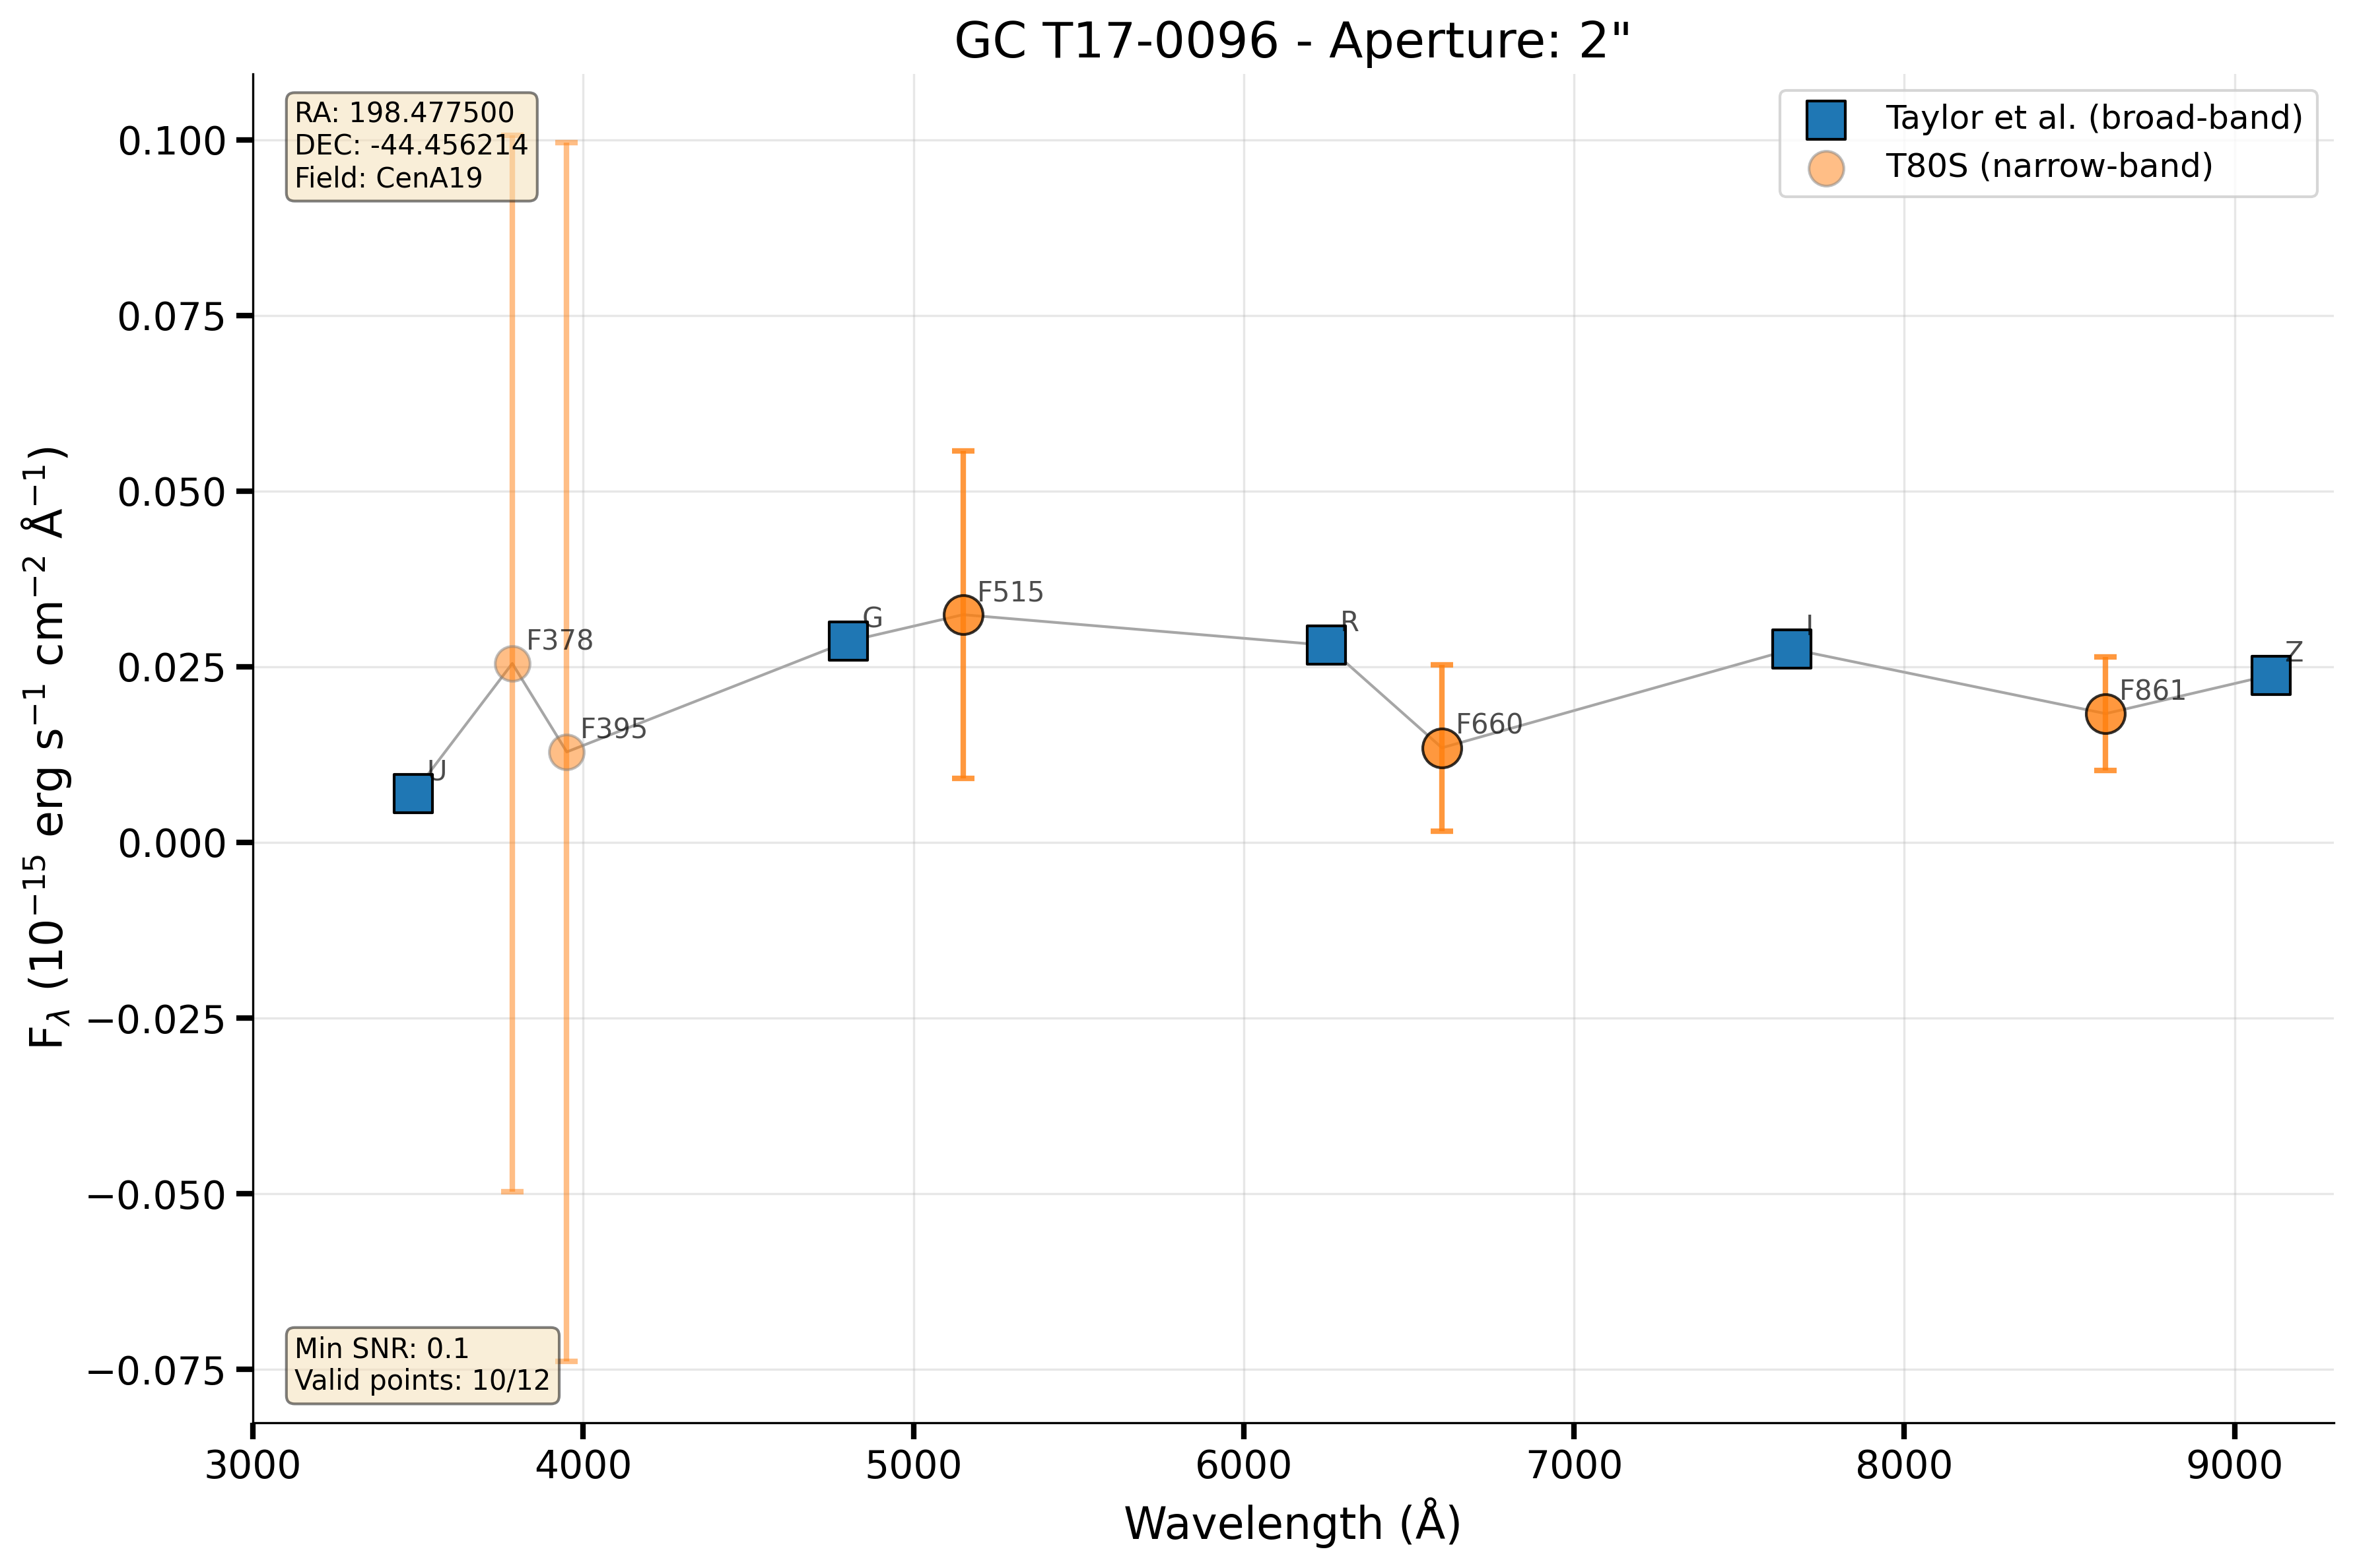 GC T17-0096 - Aperture: 2"
RA: 198.477500
DEC: -44.456214
Field: CenA19
Taylor et al. (broad-band)
T80S (narrow-band)
0.100
0.075
0.050
0.025
0.000
−0.025
−0.050
−0.075
F_λ (10⁻¹⁵ erg s⁻¹ cm⁻² Å⁻¹)
U
F378
F395
G
F515
R
F660
I
F861
Z
Min SNR: 0.1
Valid points: 10/12
3000 4000 5000 6000 7000 8000 9000
Wavelength (Å)